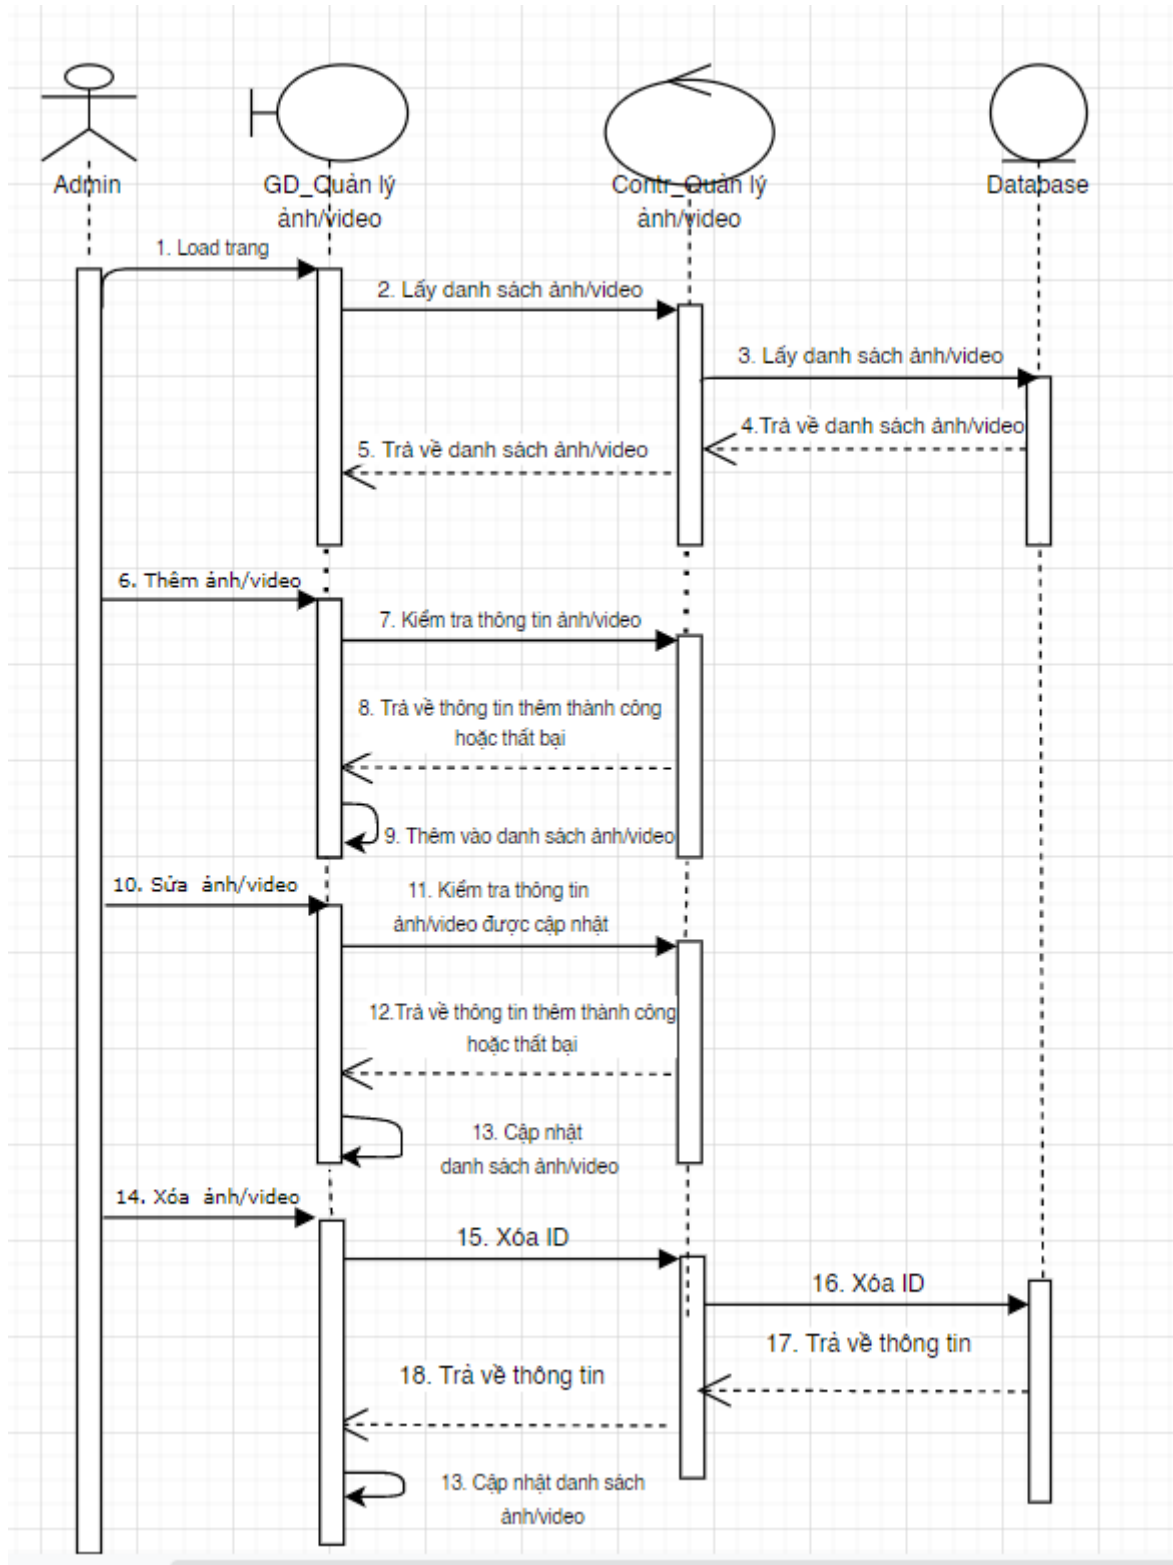 Admin
GD_Quản lý
ảnh/video
Contr_Quản lý
ảnh/video
Database
1. Load trang
2. Lấy danh sách ảnh/video
3. Lấy danh sách ảnh/video
4.Trả về danh sách ảnh/video
5. Trả về danh sách ảnh/video
6. Thêm ảnh/video
7. Kiểm tra thông tin ảnh/video
8. Trả về thông tin thêm thành công
hoặc thất bại
9. Thêm vào danh sách ảnh/video
10. Sửa ảnh/video
11. Kiểm tra thông tin
ảnh/video được cập nhật
12.Trả về thông tin thêm thành công
hoặc thất bại
13. Cập nhật
danh sách ảnh/video
14. Xóa ảnh/video
15. Xóa ID
16. Xóa ID
17. Trả về thông tin
18. Trả về thông tin
13. Cập nhật danh sách
ảnh/video